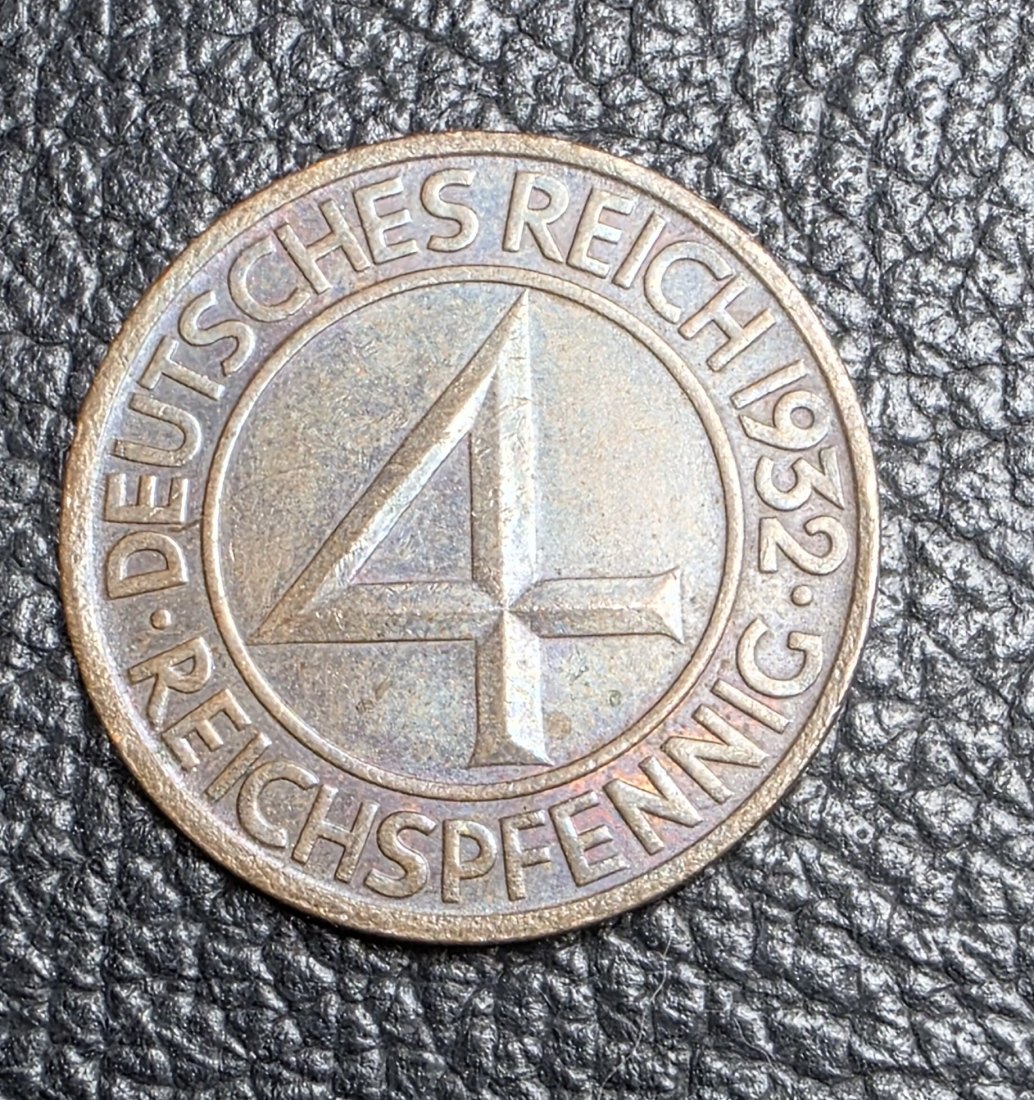 DEUTSCHES REICH 1932
REICHSPFENNIG
4